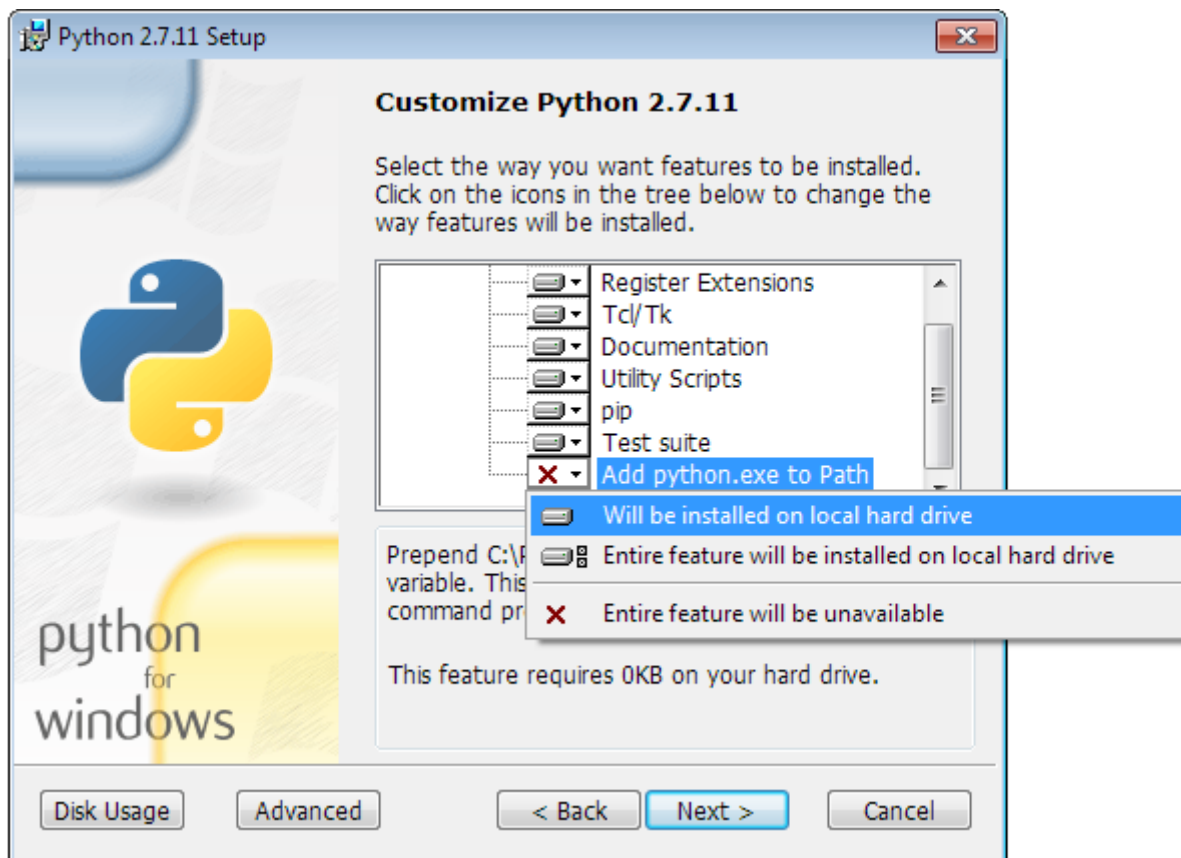 Python 2.7.11 Setup
Customize Python 2.7.11
Select the way you want features to be installed.
Click on the icons in the tree below to change the
way features will be installed.
Register Extensions
Tcl/Tk
Documentation
Utility Scripts
pip
Test suite
Add python.exe to Path
Will be installed on local hard drive
Entire feature will be installed on local hard drive
Entire feature will be unavailable
Prepend
variable. This
command
This feature requires 0KB on your hard drive.
python
for
windows
Disk Usage
Advanced
< Back
Next >
Cancel